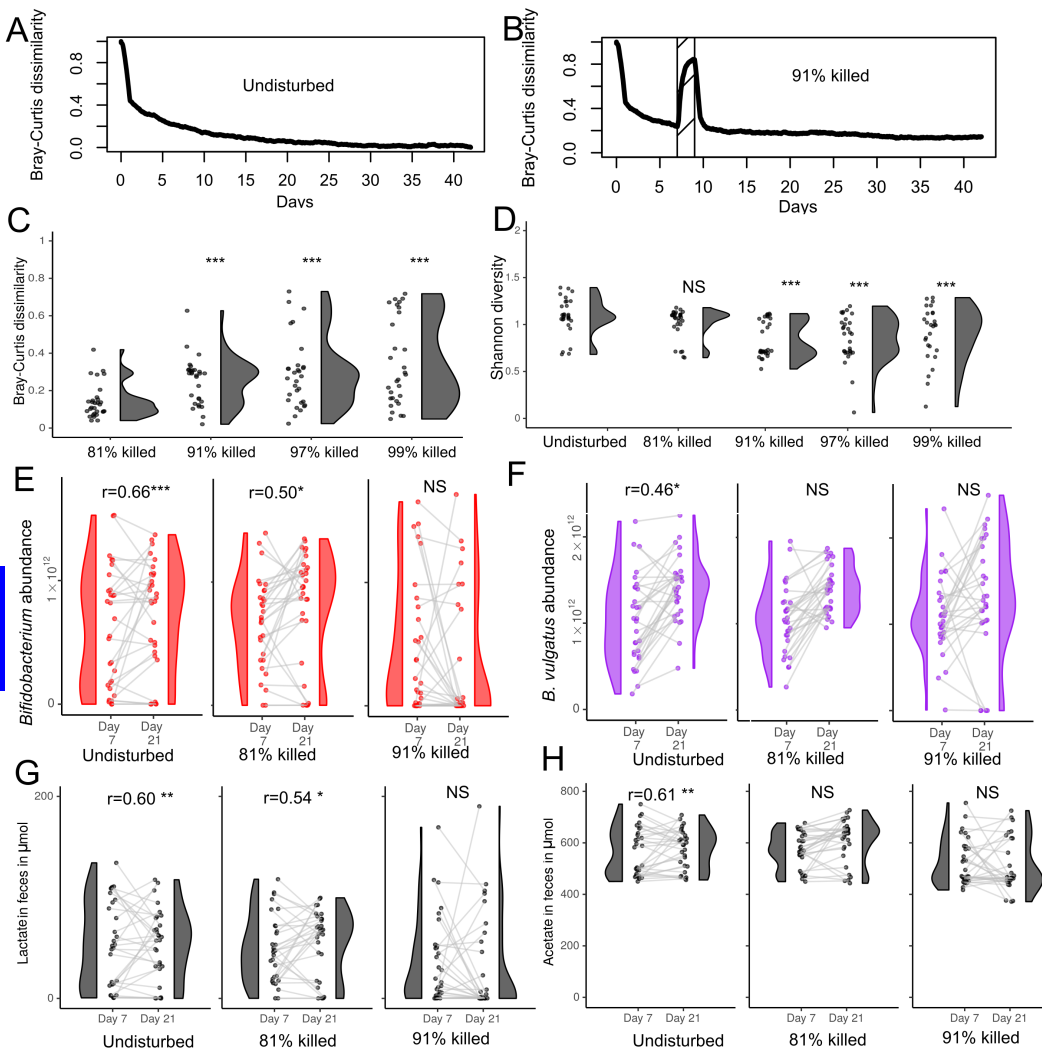 A
Bray-Curtis dissimilarity
0.0 0.4 0.8
Undisturbed
0 5 10 15 20 25 30 35 40
Days
B
Bray-Curtis dissimilarity
0.0 0.4 0.8
91% killed
0 5 10 15 20 25 30 35 40
Days
C
Bray-Curtis dissimilarity
1
0.8
0.6
0.4
0.2
0
*** *** ***
81% killed 91% killed 97% killed 99% killed
D
Shannon diversity
2
1.5
1
0.5
0
NS *** *** ***
Undisturbed 81% killed 91% killed 97% killed 99% killed
E
Bifidobacterium abundance
1 × 10¹²
0
r=0.66*** r=0.50* NS
Day 7 Day 21 Day 7 Day 21 Day 7 Day 21
Undisturbed 81% killed 91% killed
F
B. vulgatus abundance
2 × 10¹²
1 × 10¹²
0
r=0.46* NS NS
Day 7 Day 21 Day 7 Day 21 Day 7 Day 21
Undisturbed 81% killed 91% killed
G
Lactate in feces in µmol
200
0
r=0.60 ** r=0.54 * NS
Day 7 Day 21 Day 7 Day 21 Day 7 Day 21
Undisturbed 81% killed 91% killed
H
Acetate in feces in µmol
800
600
400
200
0
r=0.61 ** NS NS
Day 7 Day 21 Day 7 Day 21 Day 7 Day 21
Undisturbed 81% killed 91% killed